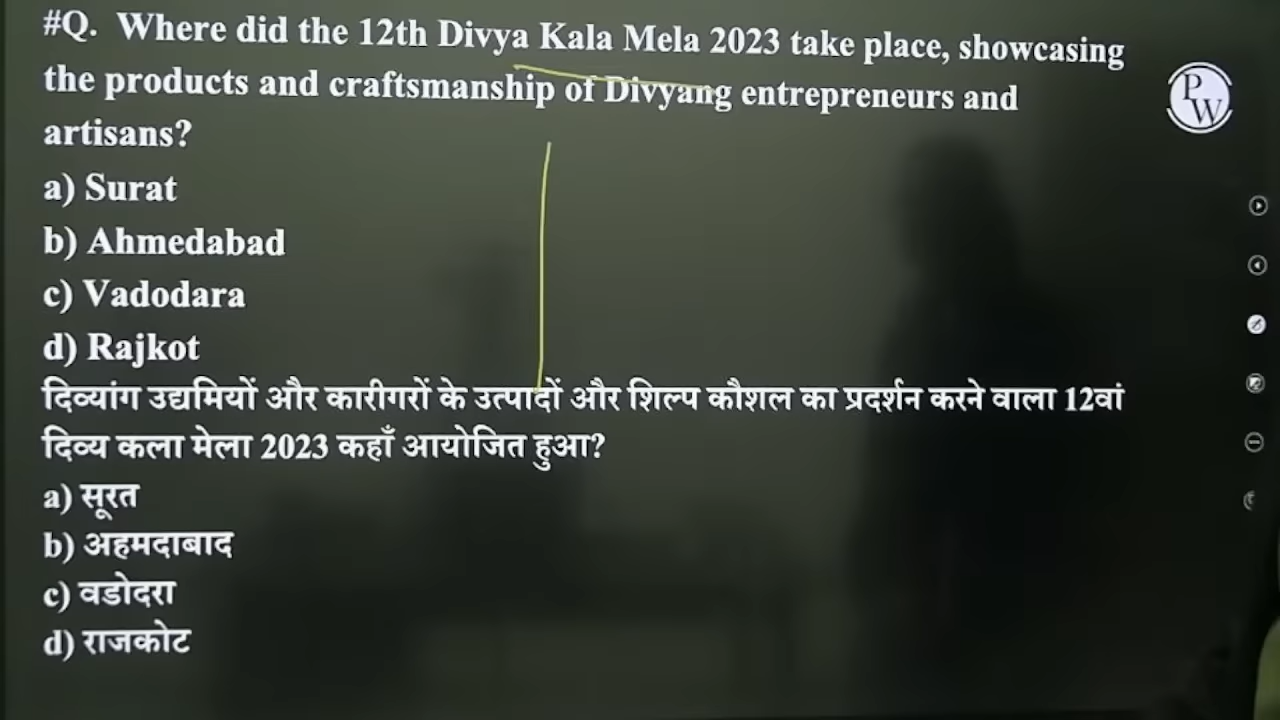 #Q. Where did the 12th Divya Kala Mela 2023 take place, showcasing
the products and craftsmanship of Divyang entrepreneurs and
artisans?
PW
a) Surat
b) Ahmedabad
c) Vadodara
d) Rajkot
दिव्यांग उद्यमियों और कारीगरों के उत्पादों और शिल्प कौशल का प्रदर्शन करने वाला 12वां
दिव्य कला मेला 2023 कहाँ आयोजित हुआ?
a) सूरत
b) अहमदाबाद
c) वडोदरा
d) राजकोट